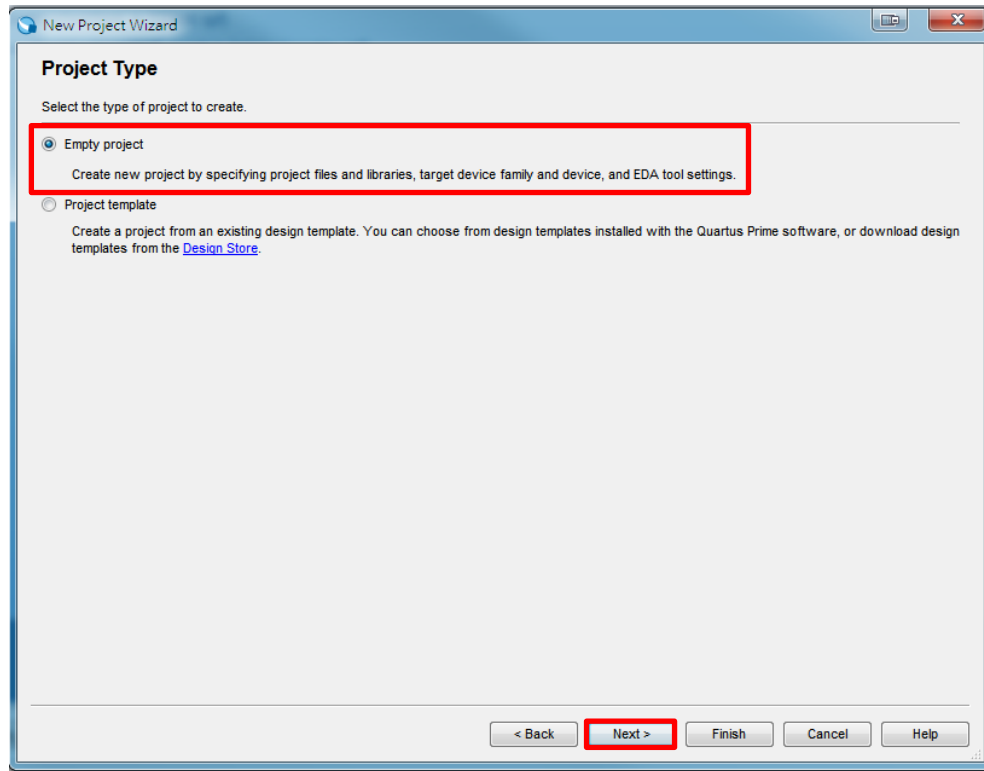 New Project Wizard
Project Type
Select the type of project to create.
Empty project
Create new project by specifying project files and libraries, target device family and device, and EDA tool settings.
Project template
Create a project from an existing design template. You can choose from design templates installed with the Quartus Prime software, or download design
templates from the Design Store.
< Back Next > Finish Cancel Help